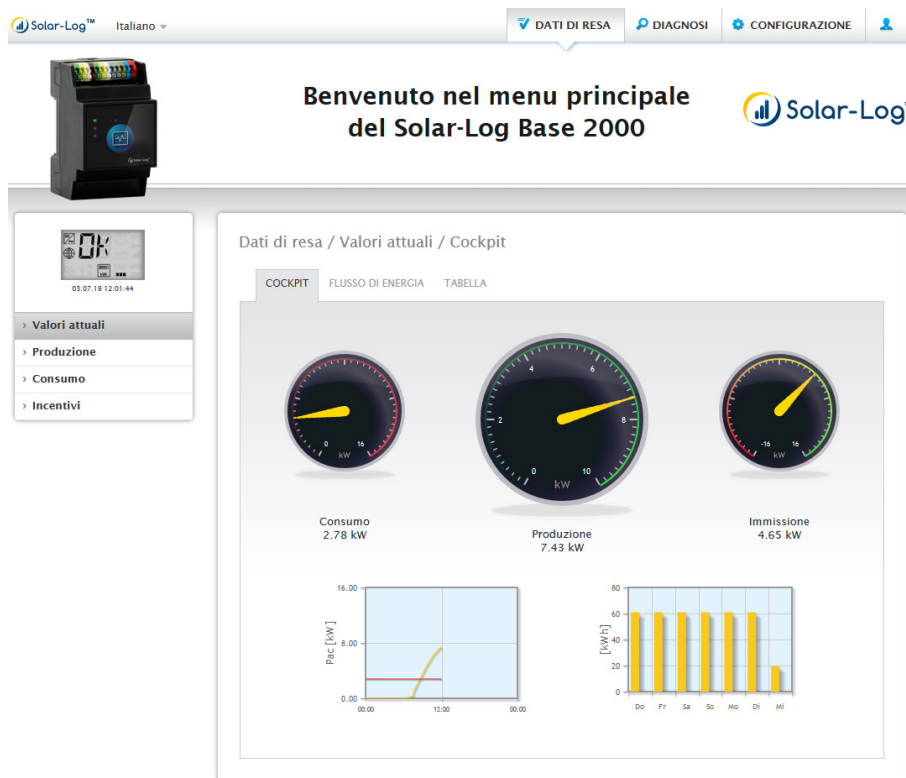 Solar-Log™ Italiano
DATI DI RESA DIAGNOSI CONFIGURAZIONE
Benvenuto nel menu principale
del Solar-Log Base 2000
Solar-Log
OK
03.07.19 12:01:44
Valori attuali
Produzione
Consumo
Incentivi
Dati di resa / Valori attuali / Cockpit
COCKPIT FLUSSO DI ENERGIA TABELLA
0 16
kW
Consumo
2.78 kW
4 6
2 8
0 10
kW
Produzione
7.43 kW
-16 16
kW
Immissione
4.65 kW
16.00
8.00
0.00
Pac [kW]
00:00 12:00 00:00
80
60
40
20
0
[kWh]
Do Fr Sa So Mo Di Mi